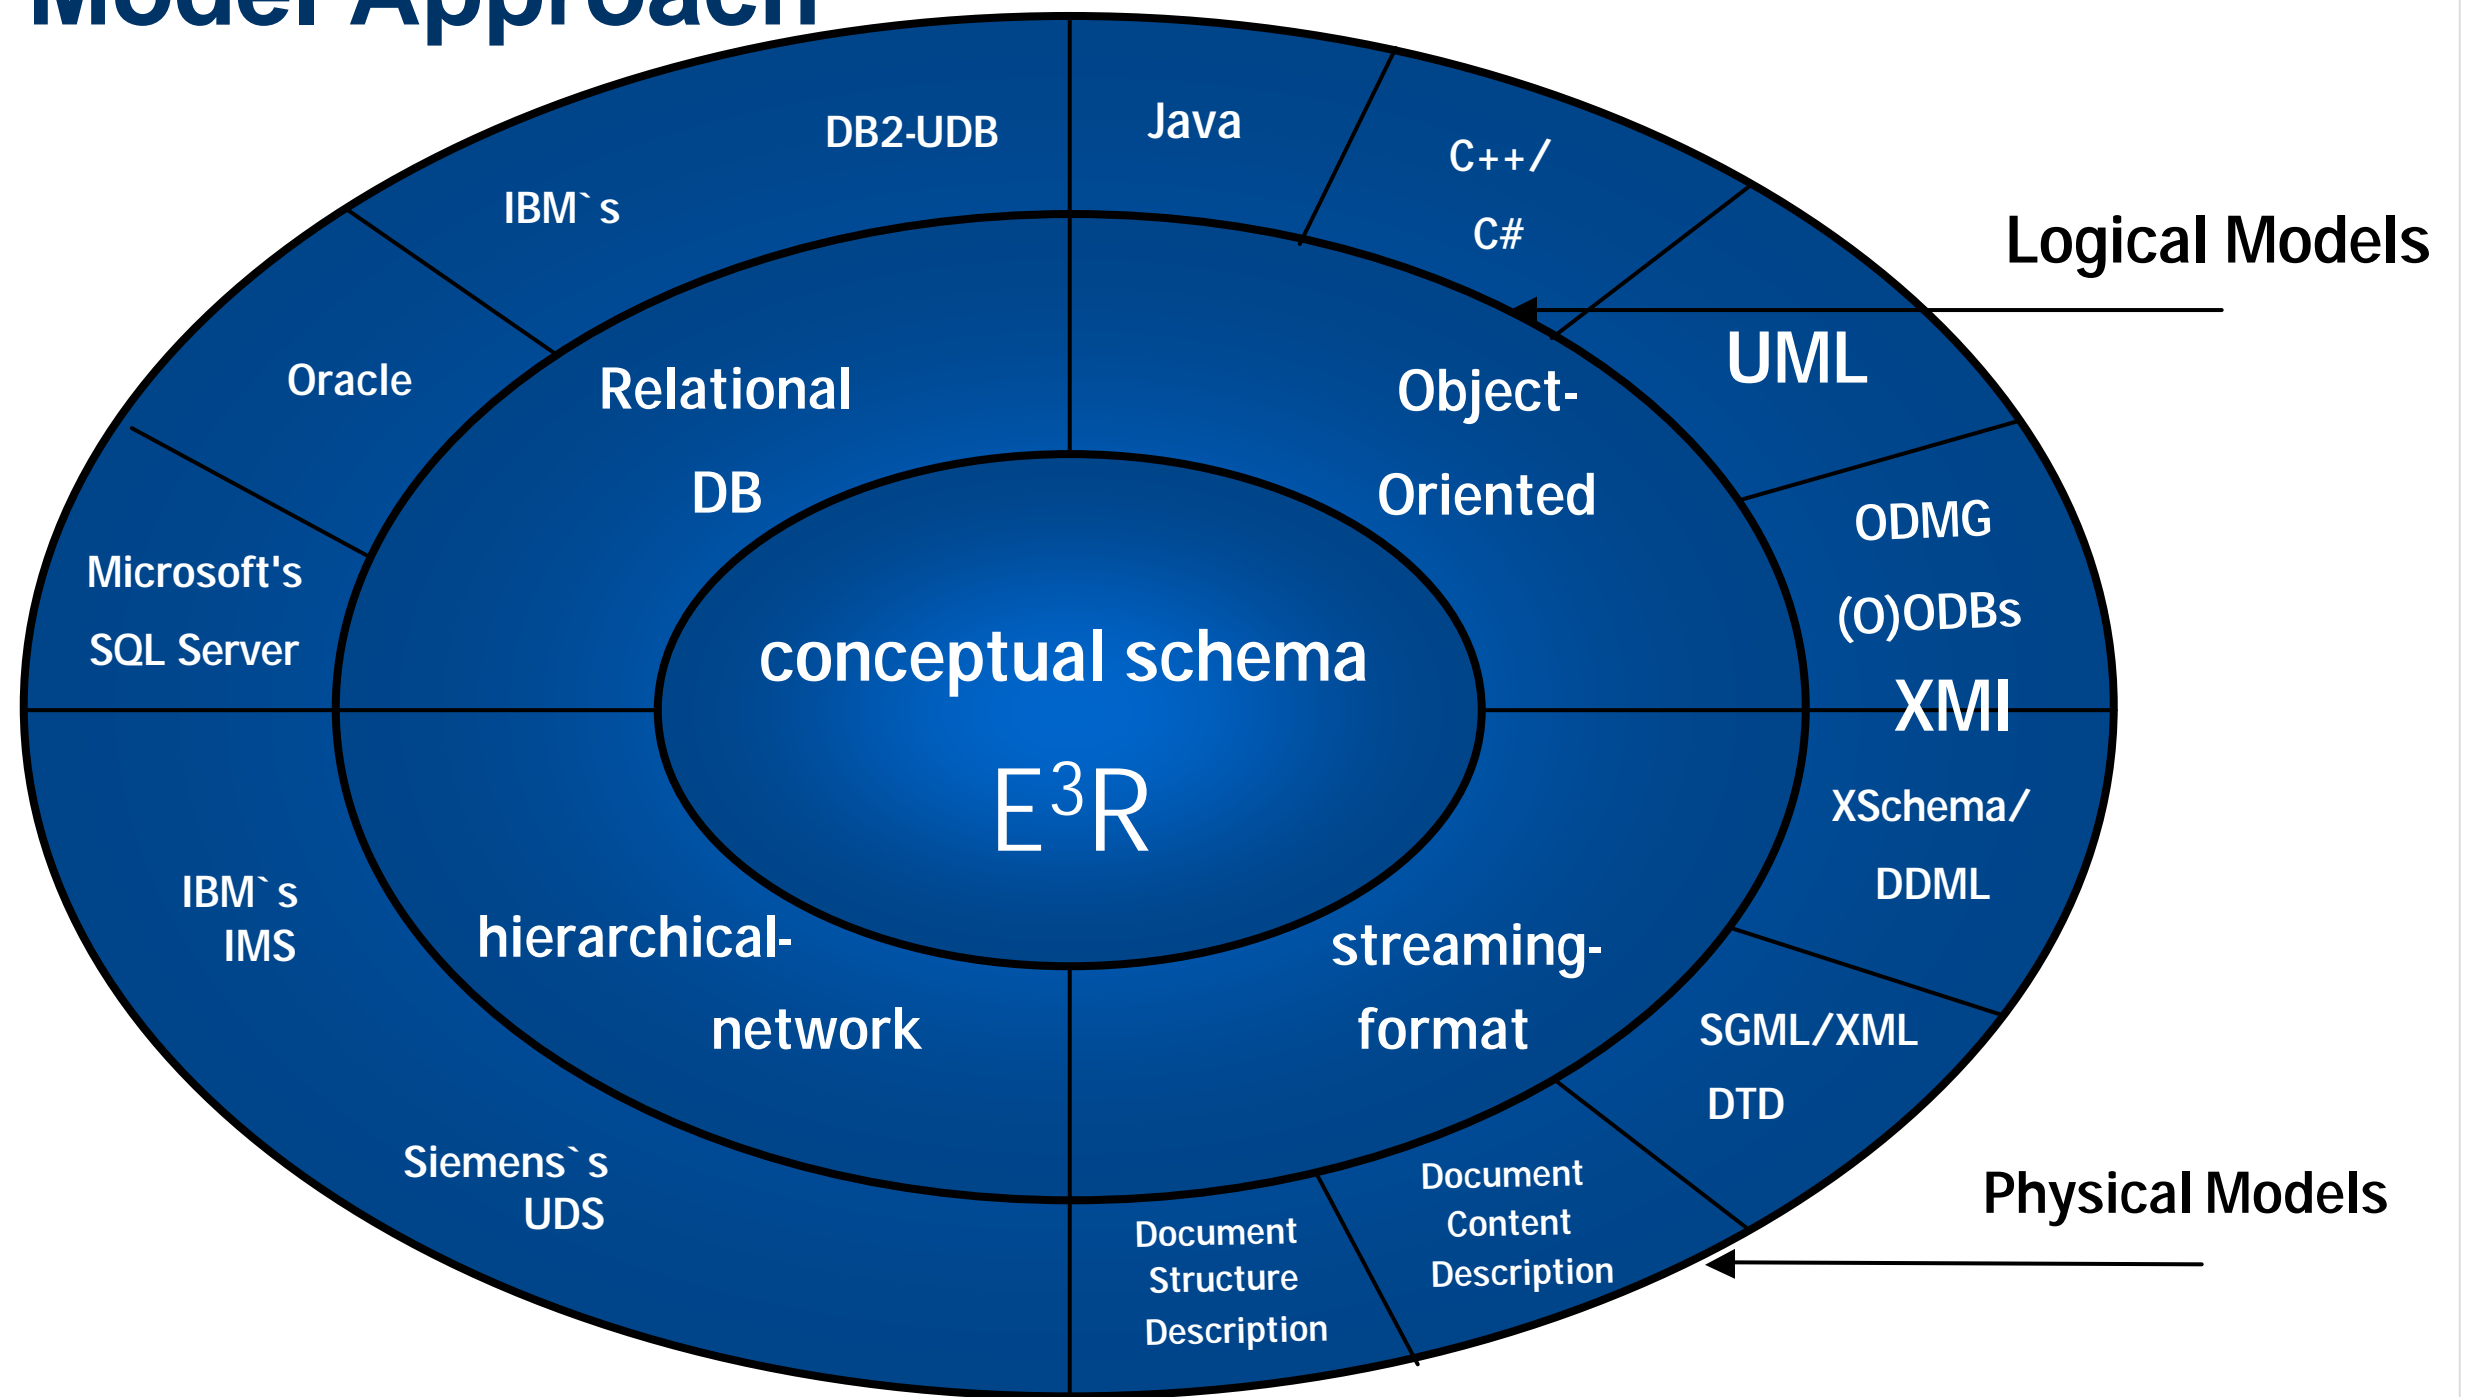 Model Approach
DB2-UDB
IBM`s
Java
C++/
C#
Logical Models
UML
Oracle
Relational
DB
Object-
Oriented
ODMG
(O)ODBs
Microsoft's
SQL Server
conceptual schema
E³R
XMI
XSchema/
DDML
IBM`s
IMS
hierarchical-
network
streaming-
format
SGML/XML
DTD
Siemens`s
UDS
Document
Structure
Description
Document
Content
Description
Physical Models